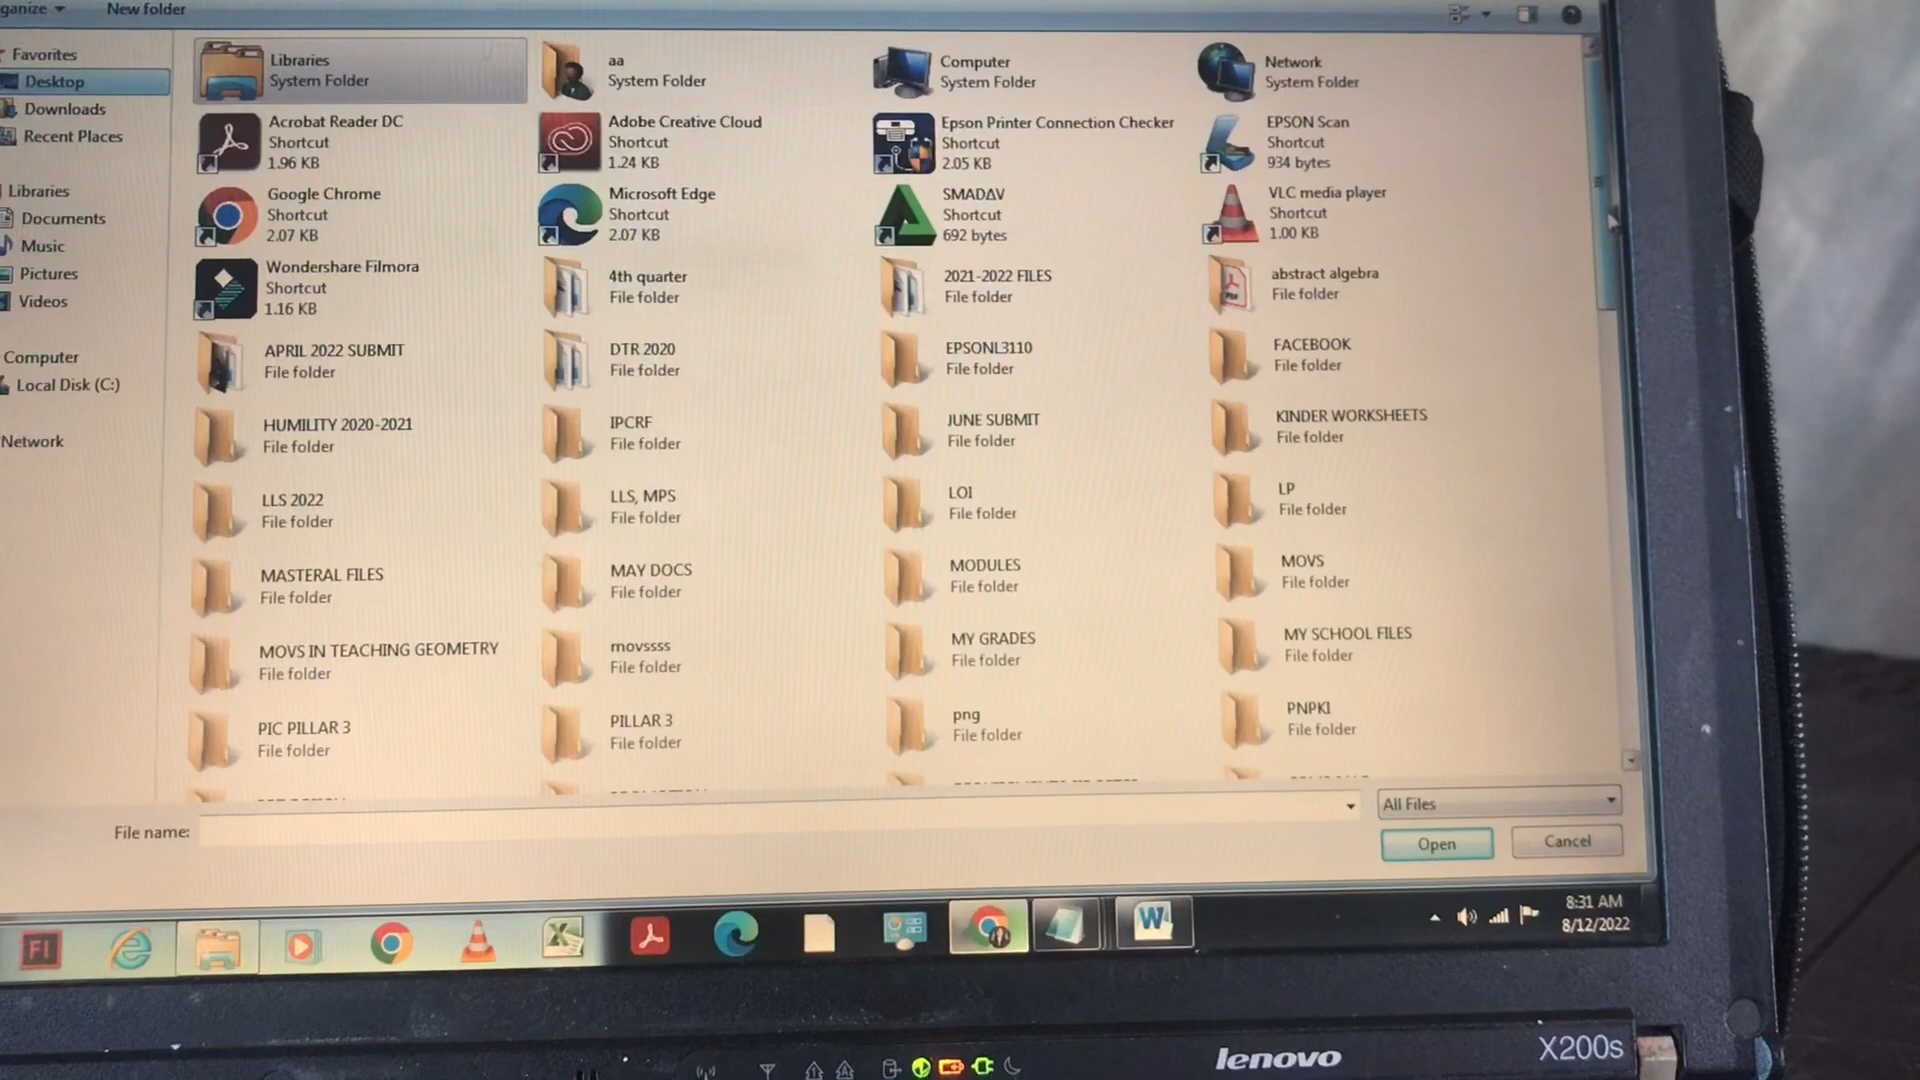 ganize
New folder
Favorites
Desktop
Downloads
Recent Places
Libraries
Documents
Music
Pictures
Videos
Computer
Local Disk (C:)
Network
Libraries
System Folder
aa
System Folder
Computer
System Folder
Network
System Folder
Acrobat Reader DC
Shortcut
1.96 KB
Adobe Creative Cloud
Shortcut
1.24 KB
Epson Printer Connection Checker
Shortcut
2.05 KB
EPSON Scan
Shortcut
934 bytes
Google Chrome
Shortcut
2.07 KB
Microsoft Edge
Shortcut
2.07 KB
SMADΔV
Shortcut
692 bytes
VLC media player
Shortcut
1.00 KB
Wondershare Filmora
Shortcut
1.16 KB
4th quarter
File folder
2021-2022 FILES
File folder
abstract algebra
File folder
PDF
APRIL 2022 SUBMIT
File folder
DTR 2020
File folder
EPSONL3110
File folder
FACEBOOK
File folder
HUMILITY 2020-2021
File folder
IPCRF
File folder
JUNE SUBMIT
File folder
KINDER WORKSHEETS
File folder
LLS 2022
File folder
LLS, MPS
File folder
LOI
File folder
LP
File folder
MASTERAL FILES
File folder
MAY DOCS
File folder
MODULES
File folder
MOVS
File folder
MOVS IN TEACHING GEOMETRY
File folder
movssss
File folder
MY GRADES
File folder
MY SCHOOL FILES
File folder
PIC PILLAR 3
File folder
PILLAR 3
File folder
png
File folder
PNPKI
File folder
File name:
All Files
Open
Cancel
Fl
8:31 AM
8/12/2022
lenovo
X200s